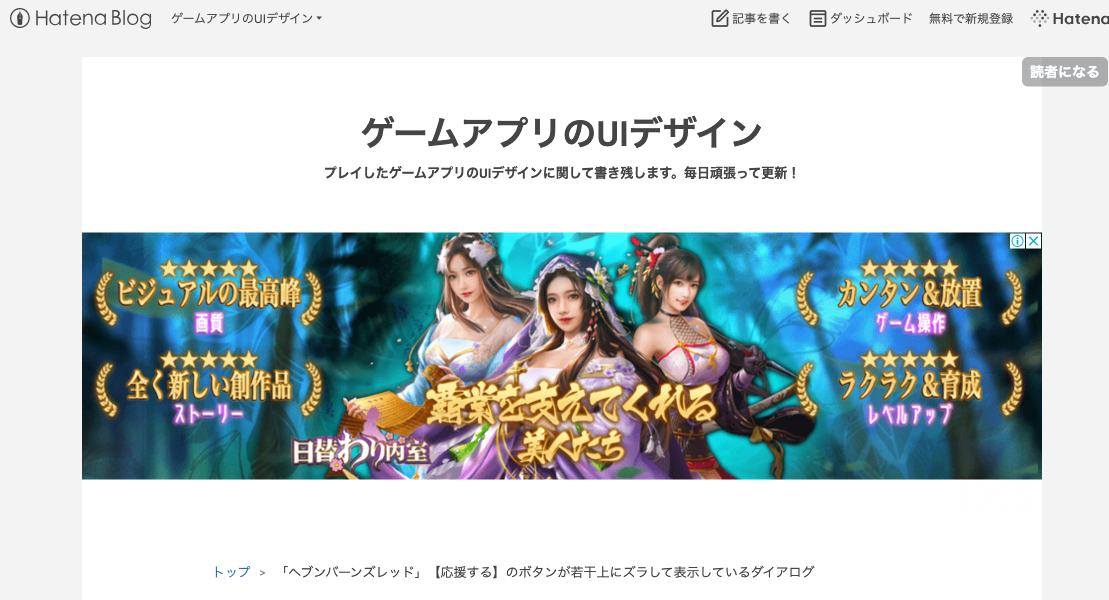 Hatena Blog ゲームアプリのUIデザイン 記事を書く ダッシュボード 無料で新規登録 Hatena
読者になる
ゲームアプリのUIデザイン
プレイしたゲームアプリのUIデザインに関して書き残します。毎日頑張って更新！
ビジュアルの最高峰
画質
全く新しい創作品
ストーリー
霸業を支えてくれる
美人たち
日替わり内室
カンタン&放置
ゲーム操作
ラクラク&育成
レベルアップ
トップ > 「ヘブンバーンズレッド」【応援する】のボタンが若干上にズラして表示しているダイアログ